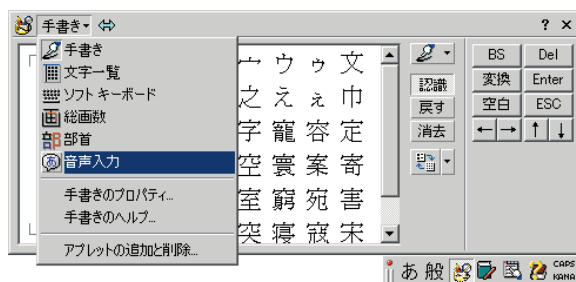 手書き
手書き
文字一覧
ソフト キーボード
総画数
部首
音声入力
手書きのプロパティ...
手書きのヘルプ...
アプレットの追加と削除...
宀 ウ ゥ 文
之 え ぇ 巾
字 寵 容 定
空 寰 案 寄
室 窮 宛 害
突 寝 寂 宋
認識
戻す
消去
? ×
BS Del
変換 Enter
空白 ESC
← → ↑ ↓
あ 般 CAPS KANA